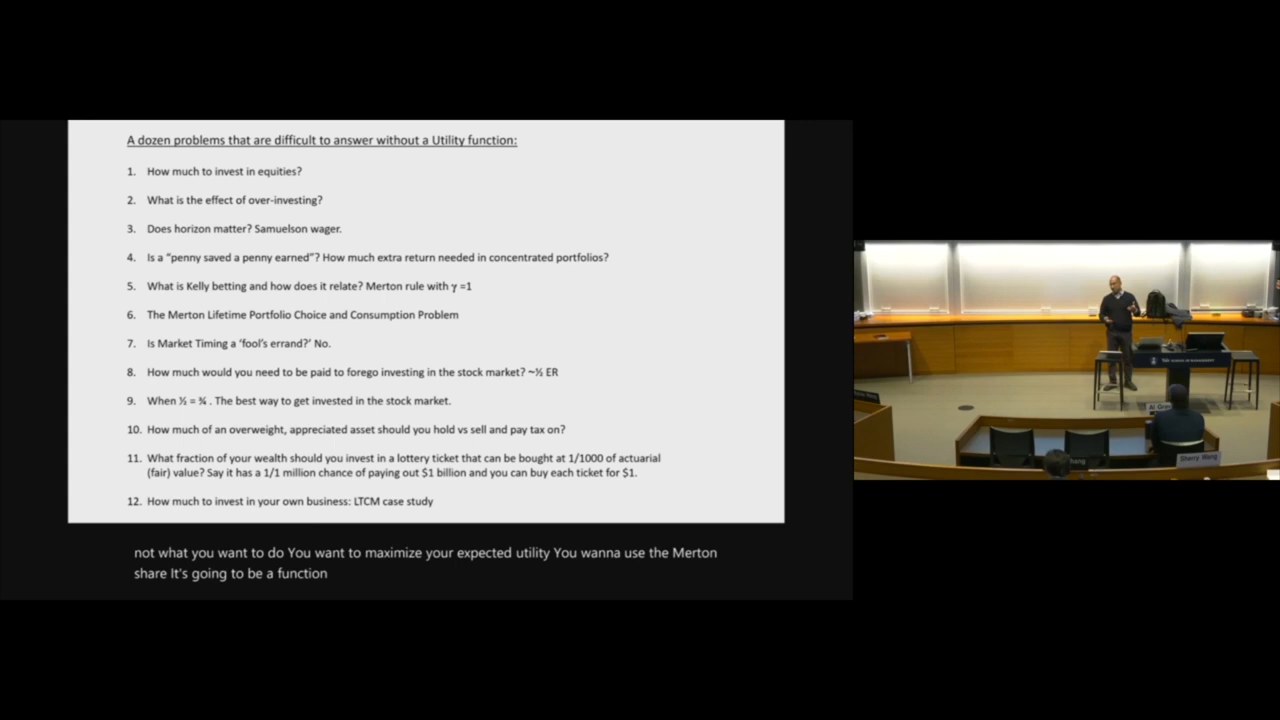 A dozen problems that are difficult to answer without a Utility function:
1. How much to invest in equities?
2. What is the effect of over-investing?
3. Does horizon matter? Samuelson wager.
4. Is a “penny saved a penny earned”? How much extra return needed in concentrated portfolios?
5. What is Kelly betting and how does it relate? Merton rule with γ =1
6. The Merton Lifetime Portfolio Choice and Consumption Problem
7. Is Market Timing a ‘fool’s errand?’ No.
8. How much would you need to be paid to forego investing in the stock market? ~½ ER
9. When ½ = ¾ . The best way to get invested in the stock market.
10. How much of an overweight, appreciated asset should you hold vs sell and pay tax on?
11. What fraction of your wealth should you invest in a lottery ticket that can be bought at 1/1000 of actuarial
(fair) value? Say it has a 1/1 million chance of paying out $1 billion and you can buy each ticket for $1.
12. How much to invest in your own business: LTCM case study
not what you want to do You want to maximize your expected utility You wanna use the Merton
share It's going to be a function
Yale SCHOOL OF MANAGEMENT